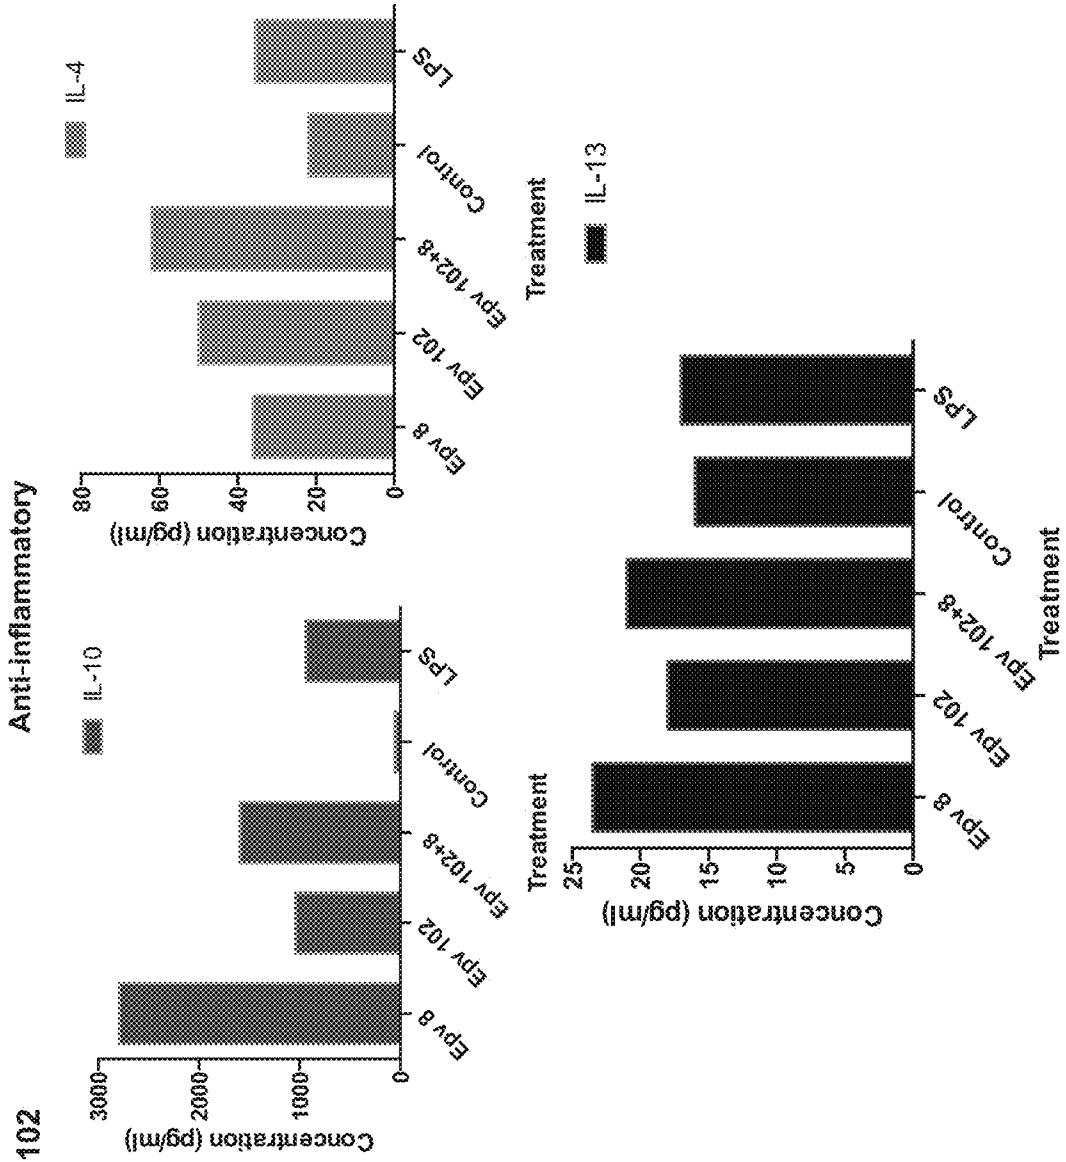 102
Anti-inflammatory
IL-10
Concentration (pg/ml)
3000
2000
1000
0
Epv 8
Epv 102
Epv 102+8
Control
LPS
Treatment
IL-4
Concentration (pg/ml)
80
60
40
20
0
Epv 8
Epv 102
Epv 102+8
Control
LPS
Treatment
IL-13
Concentration (pg/ml)
25
20
15
10
5
0
Epv 8
Epv 102
Epv 102+8
Control
LPS
Treatment